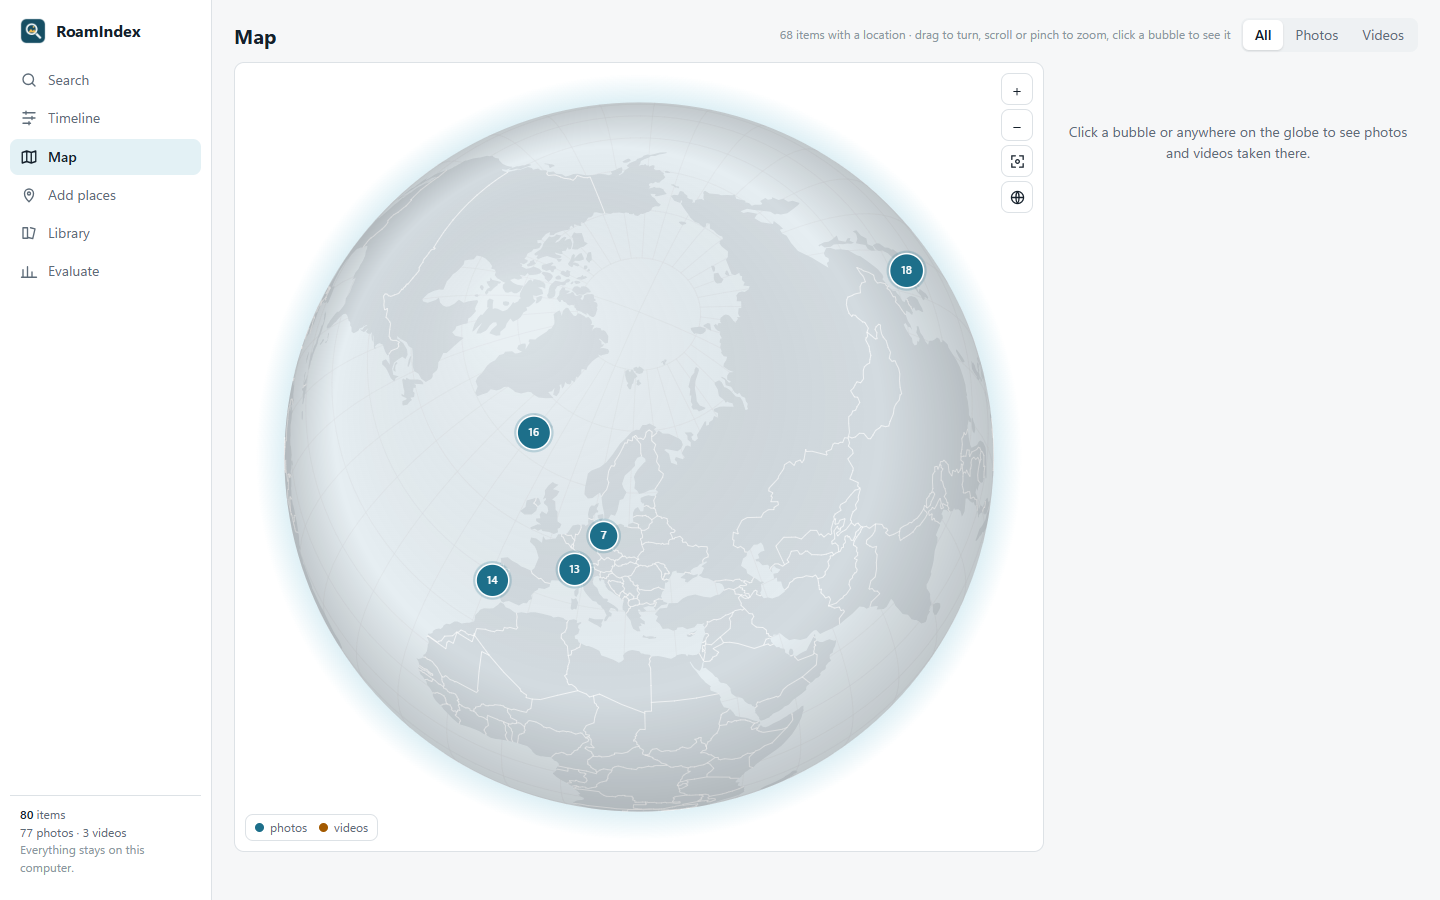 RoamIndex
Search
Timeline
Map
Add places
Library
Evaluate
80 items
77 photos · 3 videos
Everything stays on this
computer.
Map
68 items with a location · drag to turn, scroll or pinch to zoom, click a bubble to see it
All
Photos
Videos
+
−
18
16
7
13
14
photos
videos
Click a bubble or anywhere on the globe to see photos
and videos taken there.